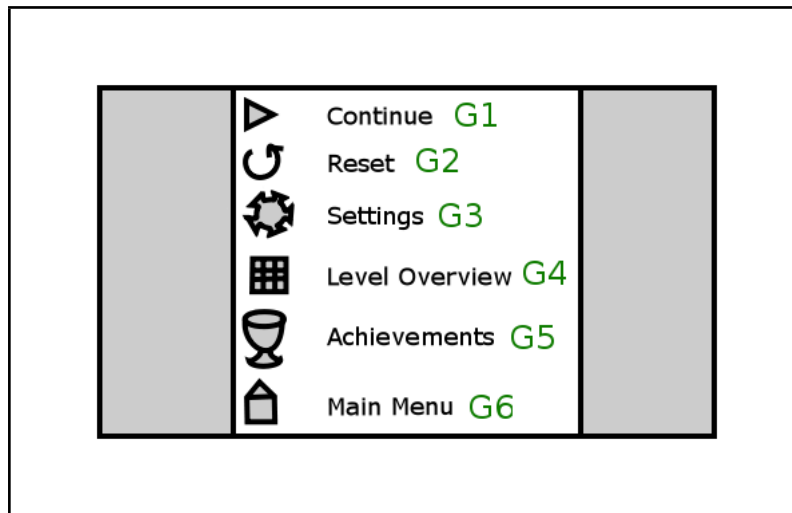 Continue G1
Reset G2
Settings G3
Level Overview G4
Achievements G5
Main Menu G6